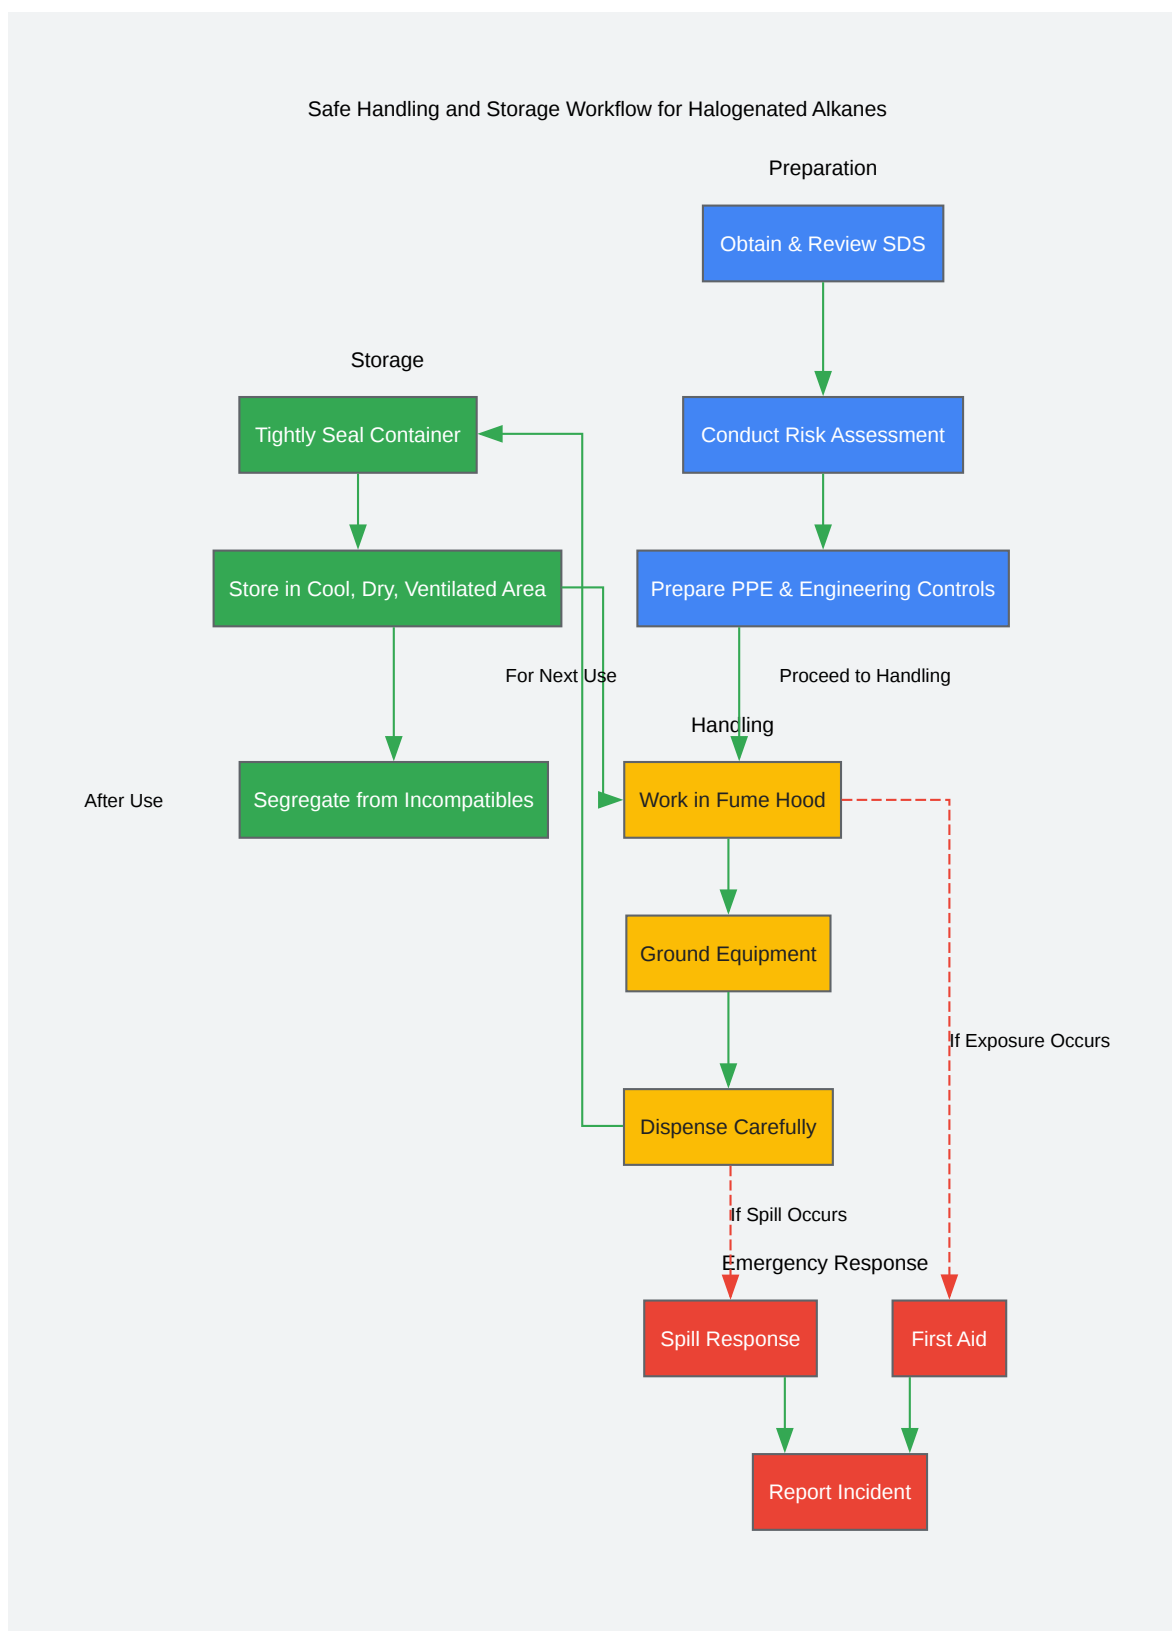 Safe Handling and Storage Workflow for Halogenated Alkanes
Preparation
Obtain & Review SDS
Storage
Tightly Seal Container
Conduct Risk Assessment
Store in Cool, Dry, Ventilated Area
Prepare PPE & Engineering Controls
For Next Use
Proceed to Handling
Handling
After Use
Segregate from Incompatibles
Work in Fume Hood
Ground Equipment
If Exposure Occurs
Dispense Carefully
If Spill Occurs
Emergency Response
Spill Response
First Aid
Report Incident